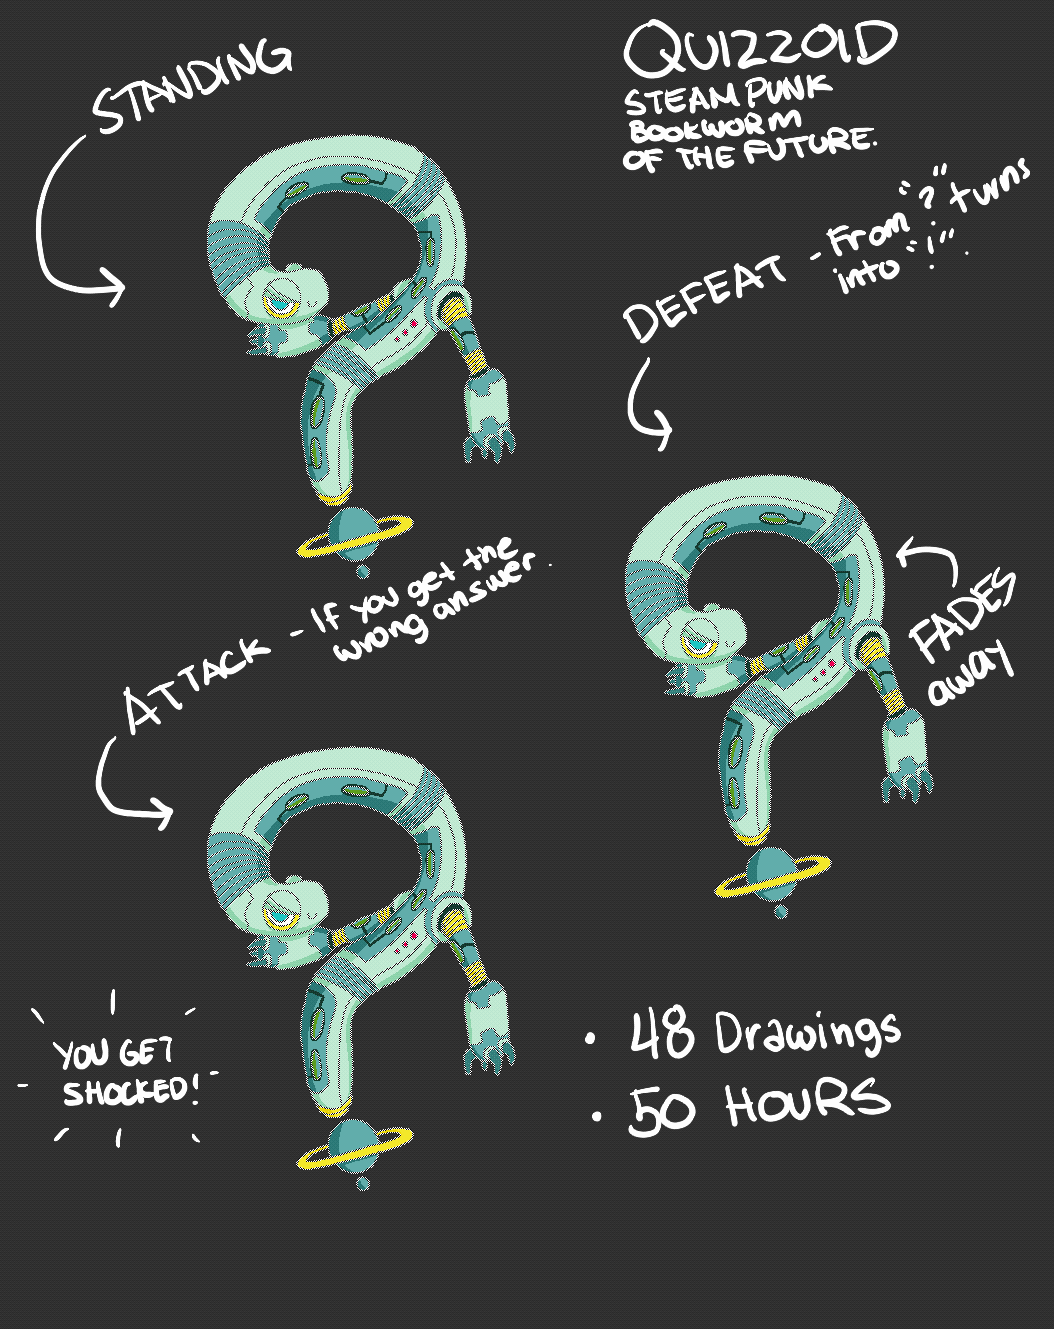 STANDING
QUIZZOID
STEAM PUNK
BOOKWORM
OF THE FUTURE.
DEFEAT - From "?" turns
into "!".
FADES
away
ATTACK - If you get the
wrong answer.
YOU GET
SHOCKED!
• 48 Drawings
• 50 HOURS